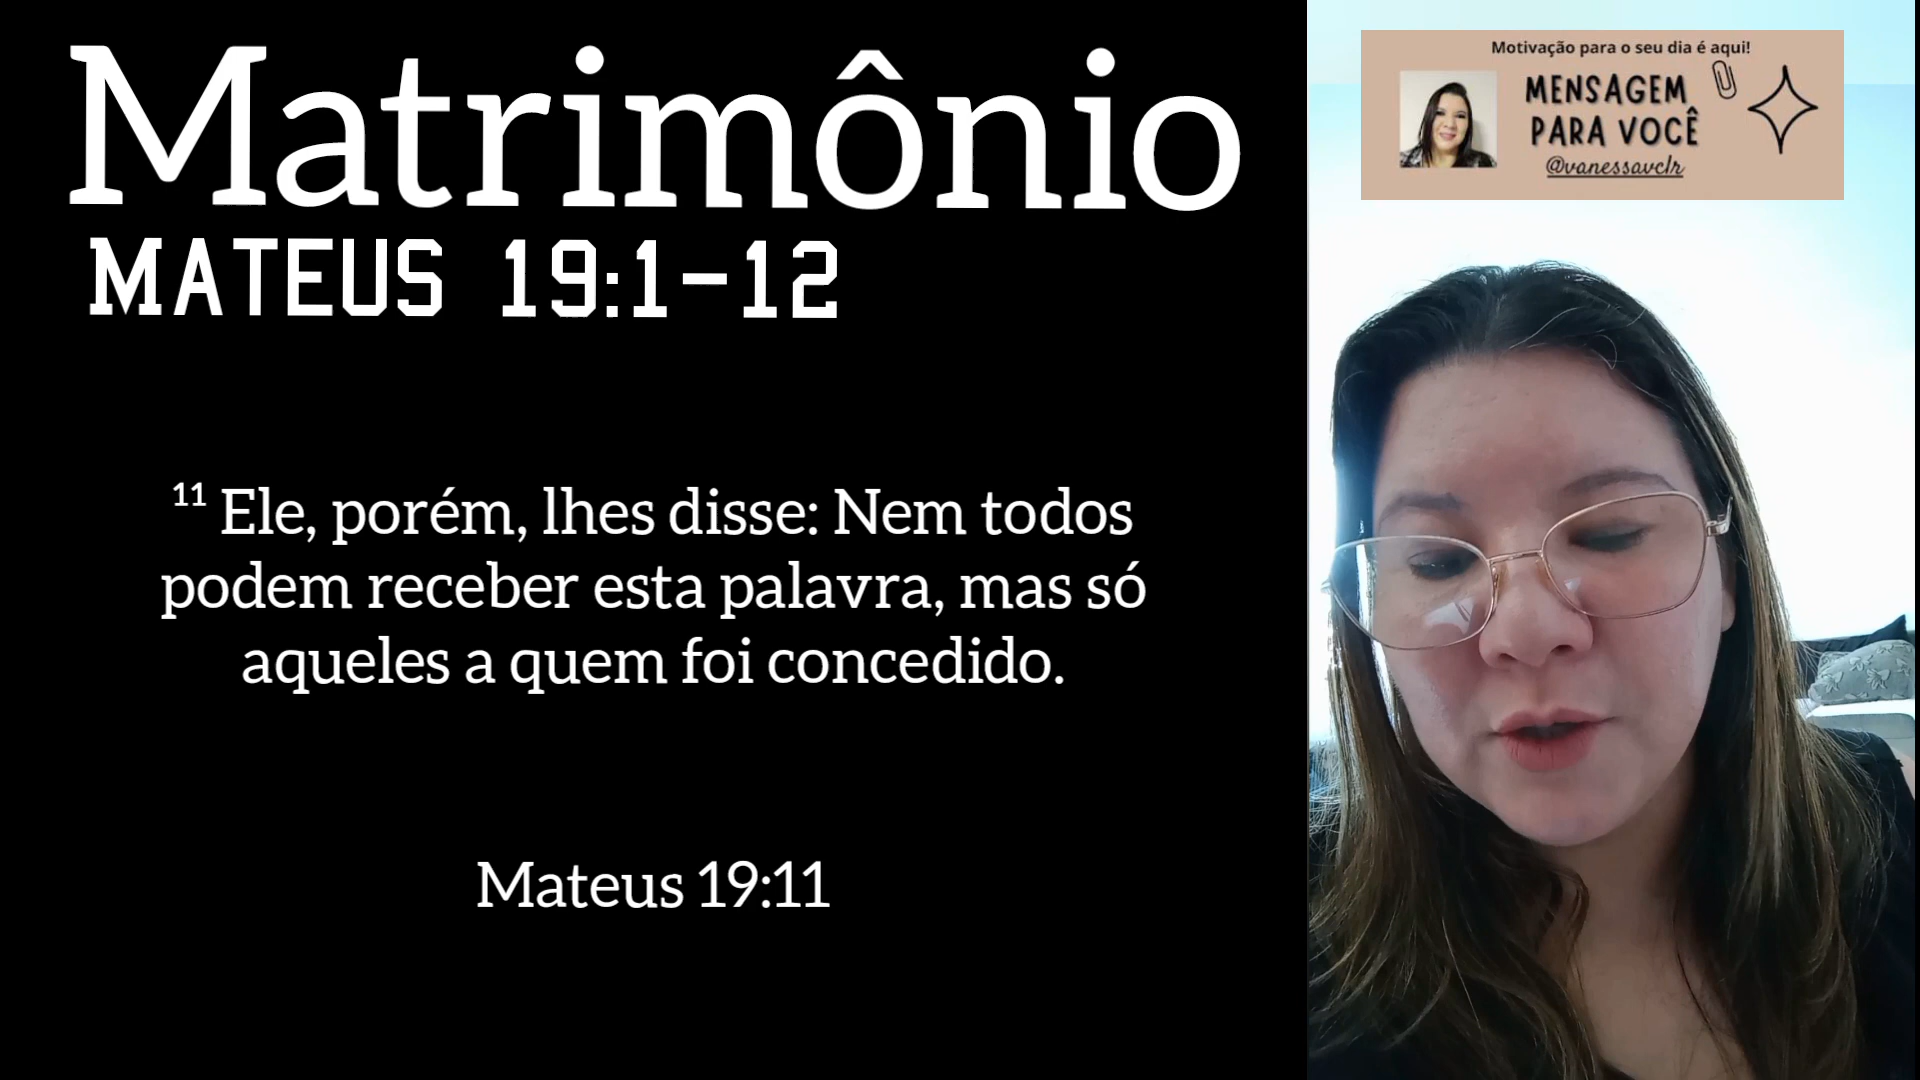 Matrimônio
MATEUS 19:1-12
¹¹ Ele, porém, lhes disse: Nem todos
podem receber esta palavra, mas só
aqueles a quem foi concedido.
Mateus 19:11
Motivação para o seu dia é aqui!
MENSAGEM
PARA VOCÊ
@vanessavclr